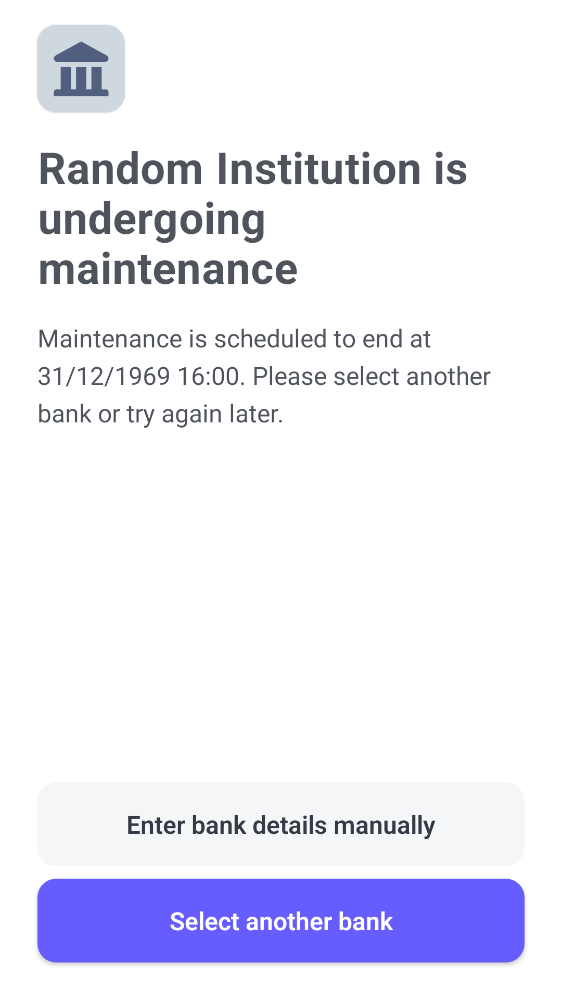 Random Institution is
undergoing
maintenance
Maintenance is scheduled to end at
31/12/1969 16:00. Please select another
bank or try again later.
Enter bank details manually
Select another bank